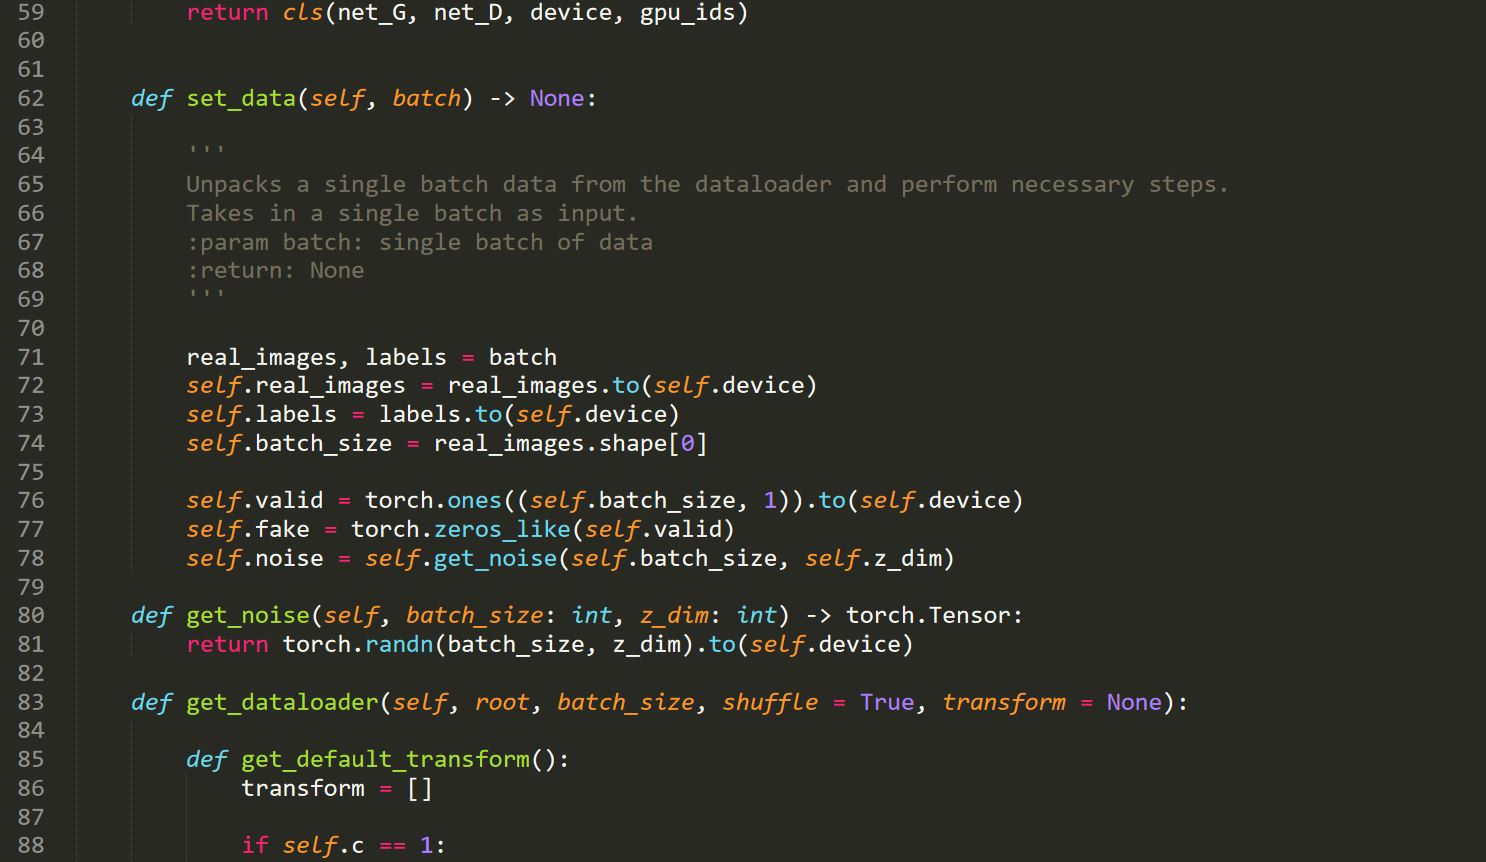 59 return cls(net_G, net_D, device, gpu_ids)
60
61
62 def set_data(self, batch) -> None:
63
64 '''
65 Unpacks a single batch data from the dataloader and perform necessary steps.
66 Takes in a single batch as input.
67 :param batch: single batch of data
68 :return: None
69 '''
70
71 real_images, labels = batch
72 self.real_images = real_images.to(self.device)
73 self.labels = labels.to(self.device)
74 self.batch_size = real_images.shape[0]
75
76 self.valid = torch.ones((self.batch_size, 1)).to(self.device)
77 self.fake = torch.zeros_like(self.valid)
78 self.noise = self.get_noise(self.batch_size, self.z_dim)
79
80 def get_noise(self, batch_size: int, z_dim: int) -> torch.Tensor:
81 return torch.randn(batch_size, z_dim).to(self.device)
82
83 def get_dataloader(self, root, batch_size, shuffle = True, transform = None):
84
85 def get_default_transform():
86 transform = []
87
88 if self.c == 1: